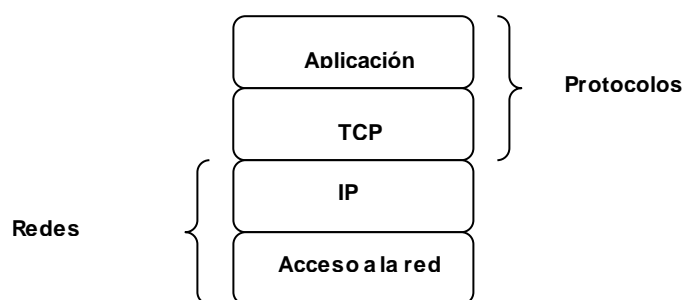 Aplicación
Protocolos
TCP
IP
Redes
Acceso a la red